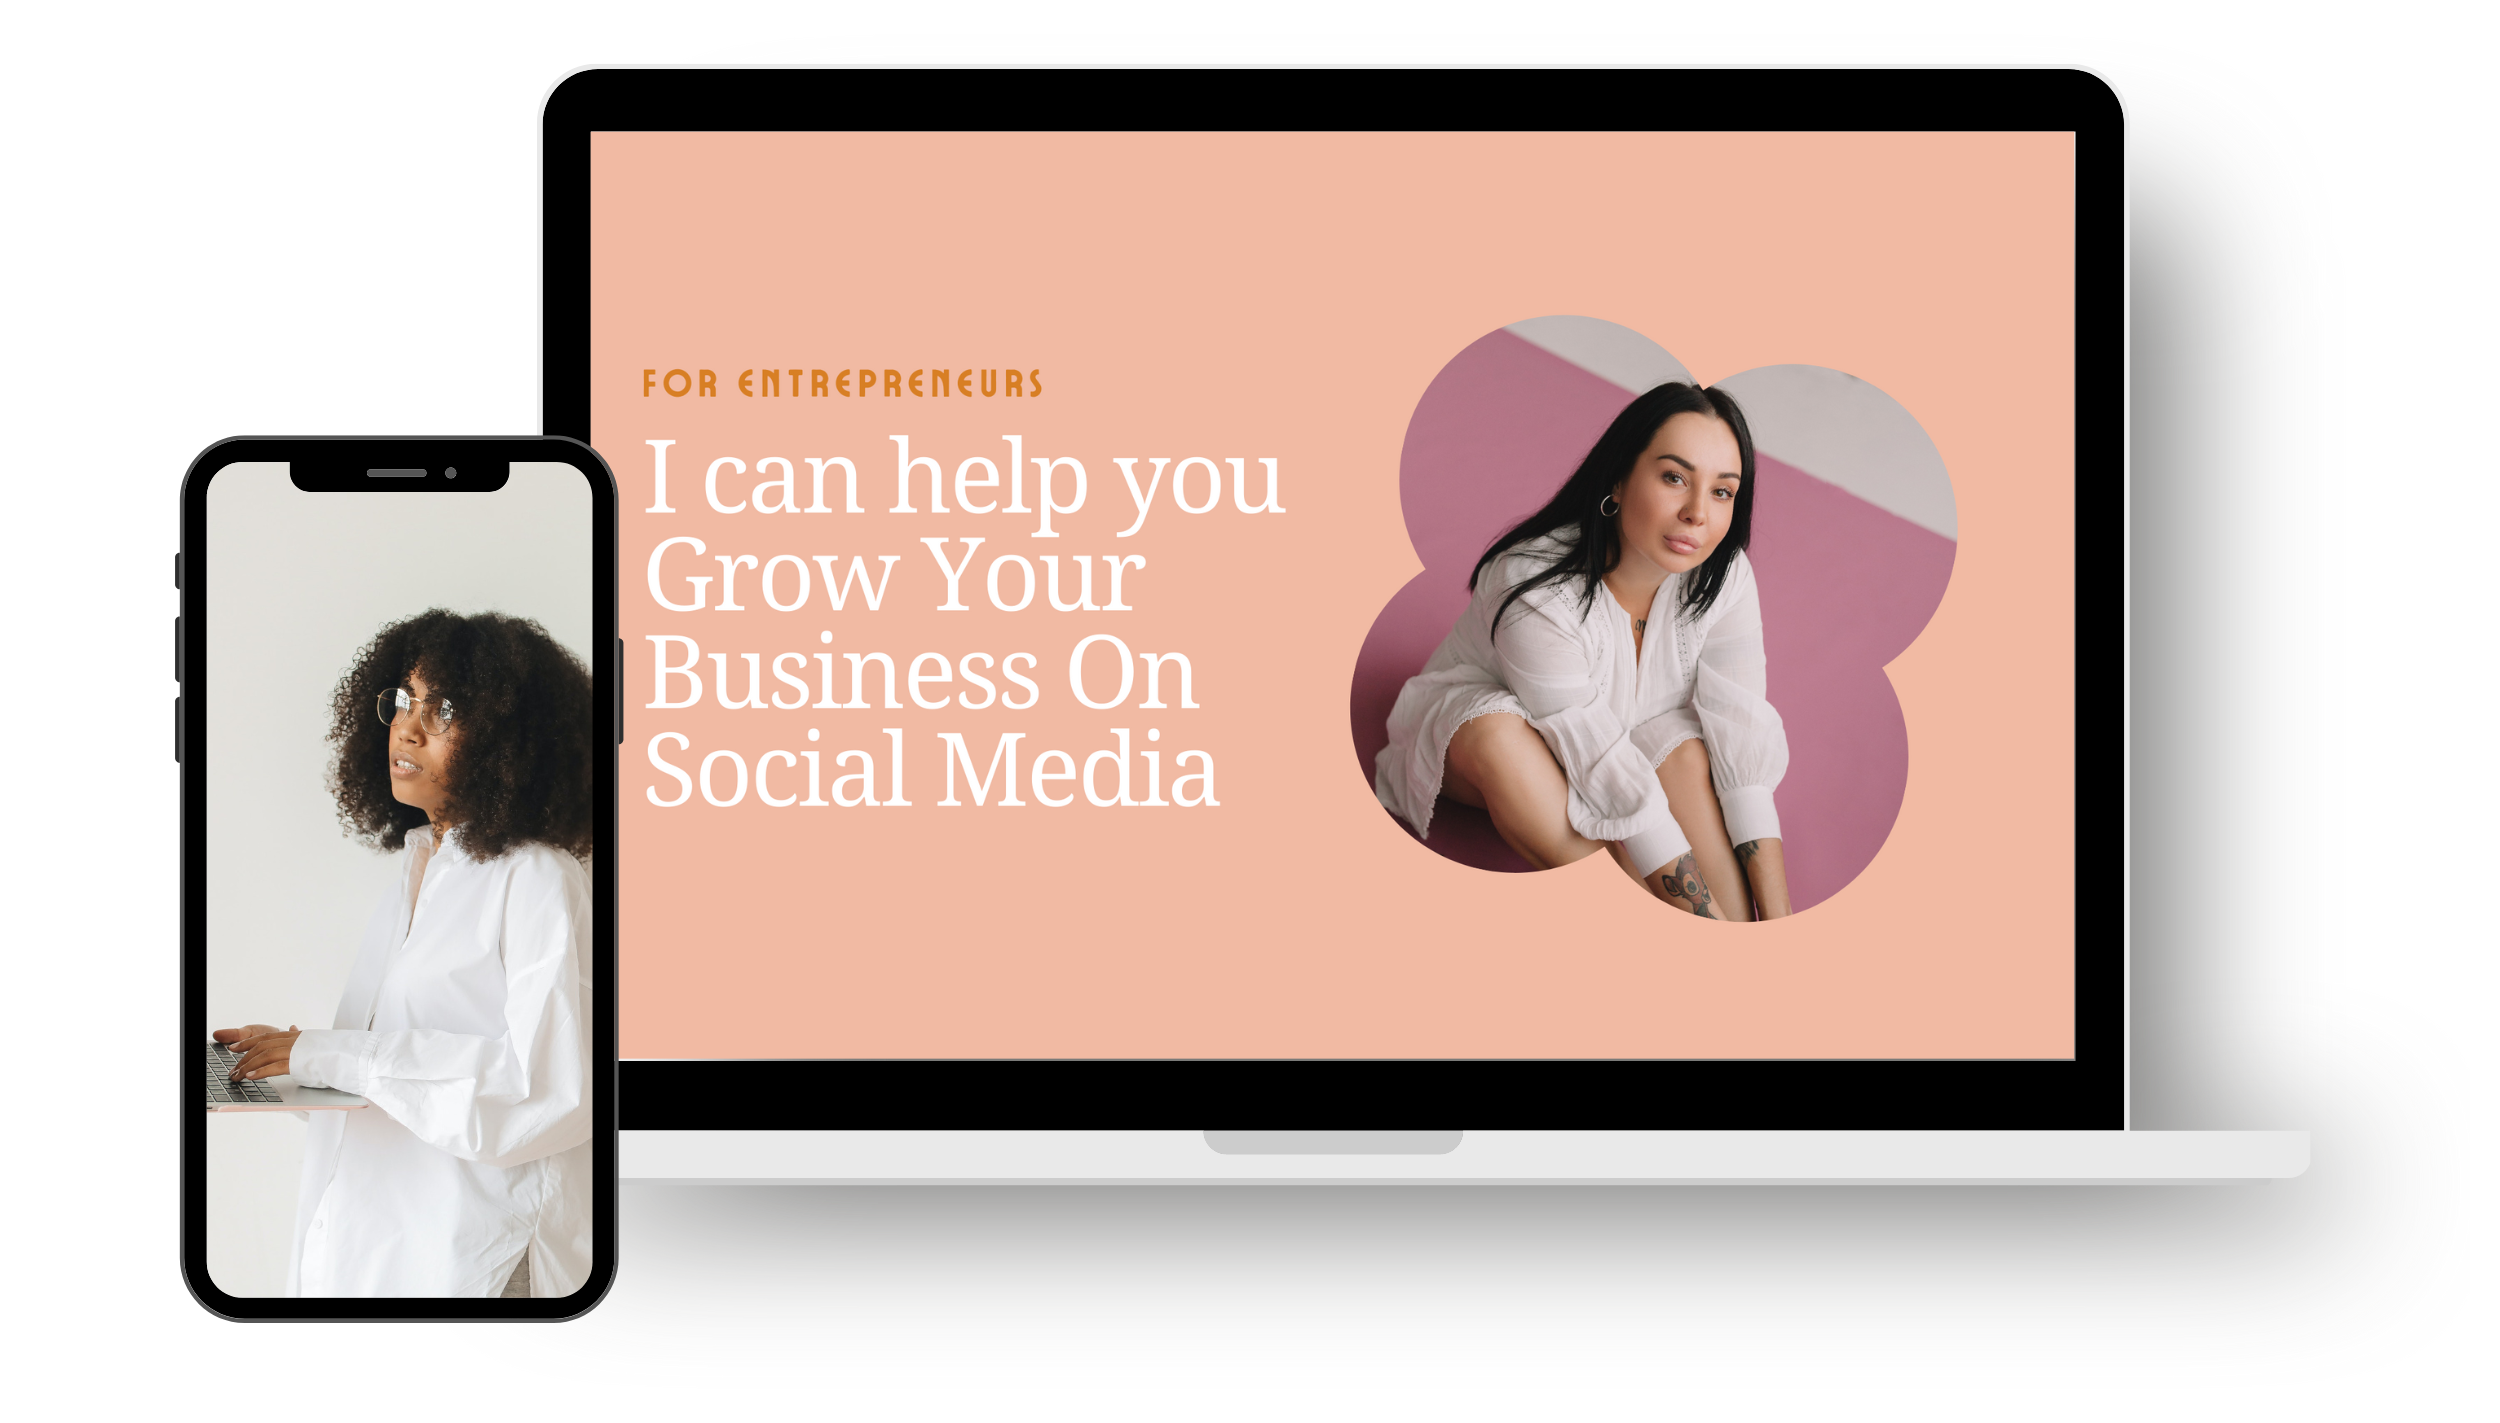 FOR ENTREPRENEURS
I can help you
Grow Your
Business On
Social Media